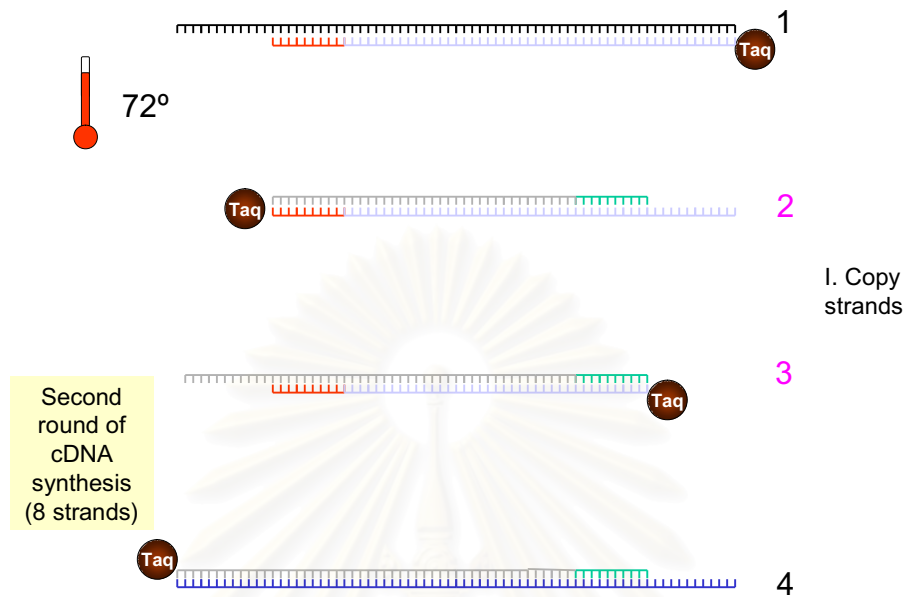 1
Taq
72º
Taq
2
I. Copy
strands
3
Taq
Second
round of
cDNA
synthesis
(8 strands)
Taq
4